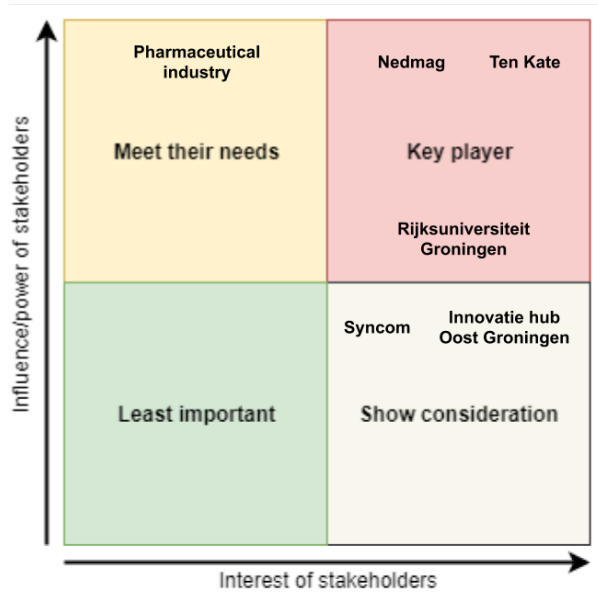 Influence/power of stakeholders
Pharmaceutical
industry
Meet their needs
Nedmag
Ten Kate
Key player
Rijksuniversiteit
Groningen
Least important
Syncom
Innovatie hub
Oost Groningen
Show consideration
Interest of stakeholders